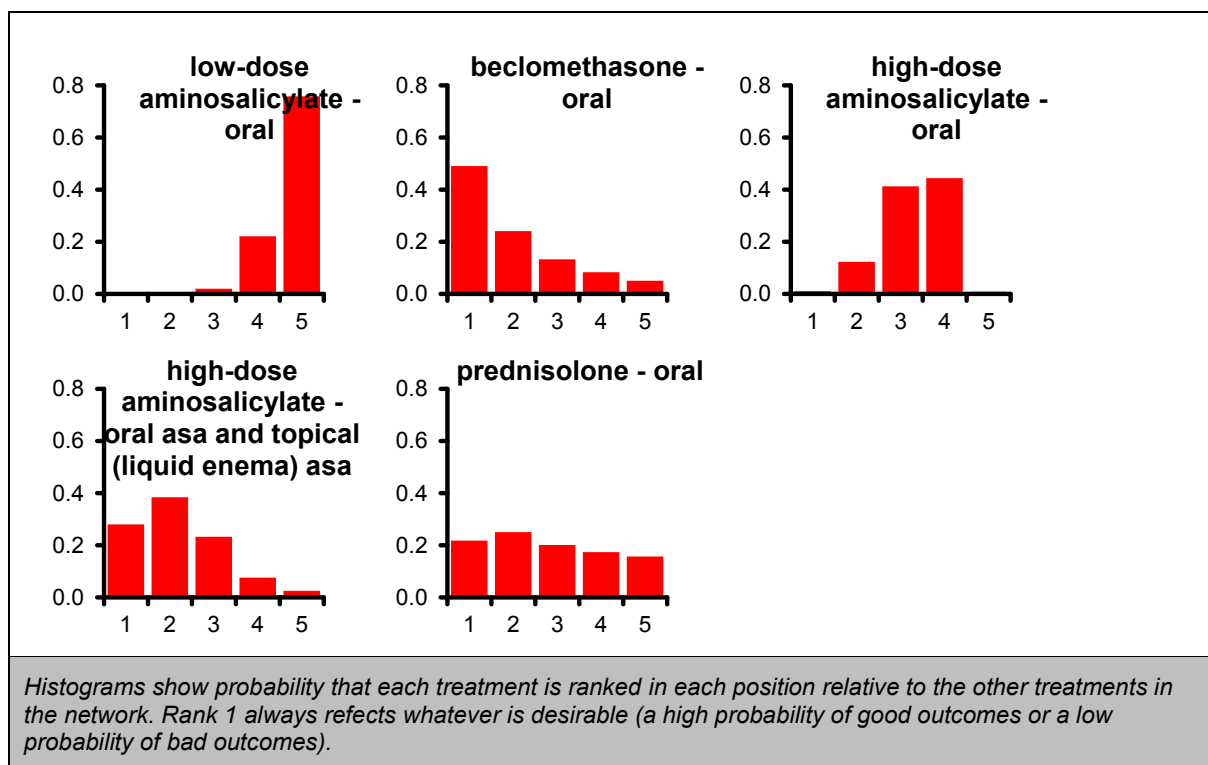 low-dose
aminosalicylate -
oral
0.8
0.6
0.4
0.2
0.0
1 2 3 4 5
beclomethasone -
oral
0.8
0.6
0.4
0.2
0.0
1 2 3 4 5
high-dose
aminosalicylate -
oral
0.8
0.6
0.4
0.2
0.0
1 2 3 4 5
high-dose
aminosalicylate -
oral asa and topical
(liquid enema) asa
0.8
0.6
0.4
0.2
0.0
1 2 3 4 5
prednisolone - oral
0.8
0.6
0.4
0.2
0.0
1 2 3 4 5
Histograms show probability that each treatment is ranked in each position relative to the other treatments in
the network. Rank 1 always refects whatever is desirable (a high probability of good outcomes or a low
probability of bad outcomes).